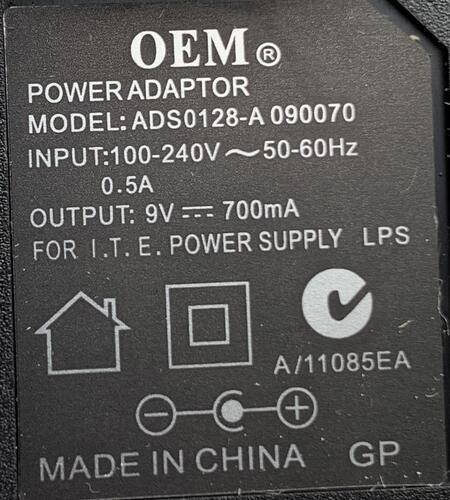 OEM®
POWER ADAPTOR
MODEL: ADS0128-A 090070
INPUT:100-240V ~ 50-60Hz
0.5A
OUTPUT: 9V ⎓ 700mA
FOR I.T.E. POWER SUPPLY LPS
A/11085EA
MADE IN CHINA GP